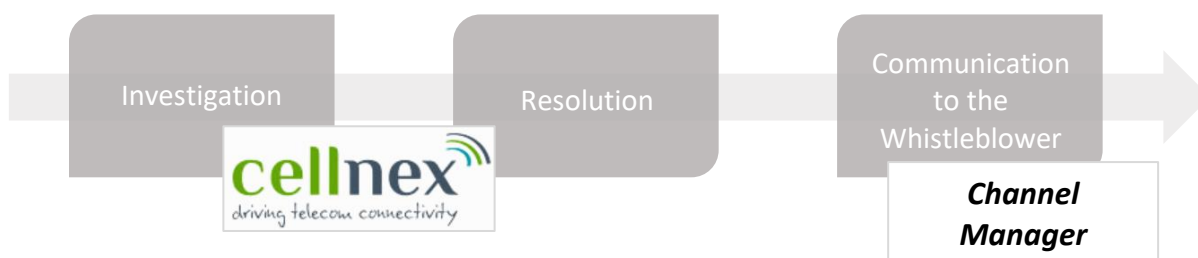 Investigation
Resolution
Communication
to the
Whistleblower
cellnex
driving telecom connectivity
Channel
Manager